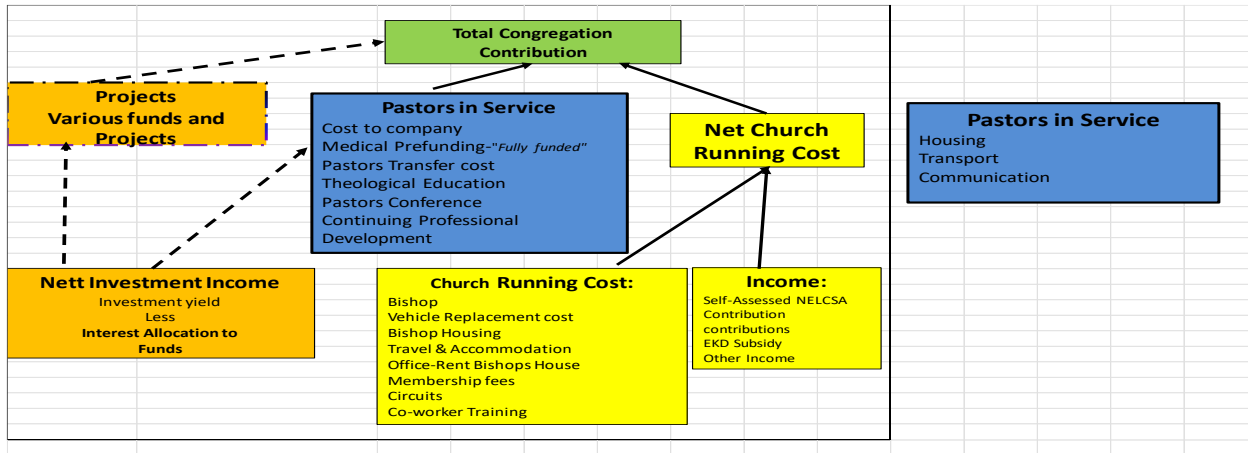 Total Congregation
Contribution
Projects
Various funds and
Projects
Pastors in Service
Cost to company
Medical Prefunding-"Fully funded"
Pastors Transfer cost
Theological Education
Pastors Conference
Continuing Professional
Development
Net Church
Running Cost
Pastors in Service
Housing
Transport
Communication
Nett Investment Income
Investment yield
Less
Interest Allocation to
Funds
Church Running Cost:
Bishop
Vehicle Replacement cost
Bishop Housing
Travel & Accommodation
Office-Rent Bishops House
Membership fees
Circuits
Co-worker Training
Income:
Self-Assessed NELCSA
Contribution
contributions
EKD Subsidy
Other Income